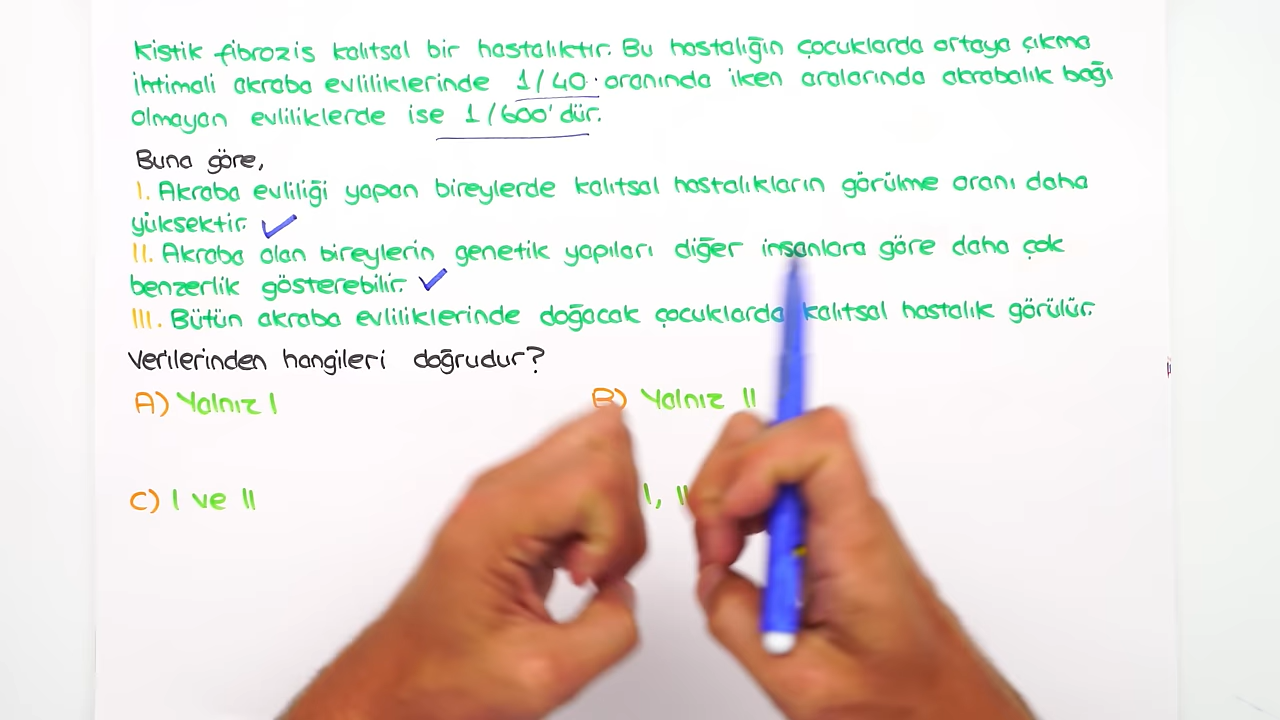 Kistik fibrozis kalıtsal bir hastalıktır. Bu hastalığın çocuklarda ortaya çıkma
ihtimali akraba evliliklerinde 1/40 oranında iken aralarında akrabalık bağı
olmayan evliliklerde ise 1/600'dür.
Buna göre,
I. Akraba evliliği yapan bireylerde kalıtsal hastalıkların görülme oranı daha
yüksektir.
II. Akraba olan bireylerin genetik yapıları diğer insanlara göre daha çok
benzerlik gösterebilir.
III. Bütün akraba evliliklerinde doğacak çocuklarda kalıtsal hastalık görülür.
Verilerinden hangileri doğrudur?
A) Yalnız I
B) Yalnız II
C) I ve II
I, II